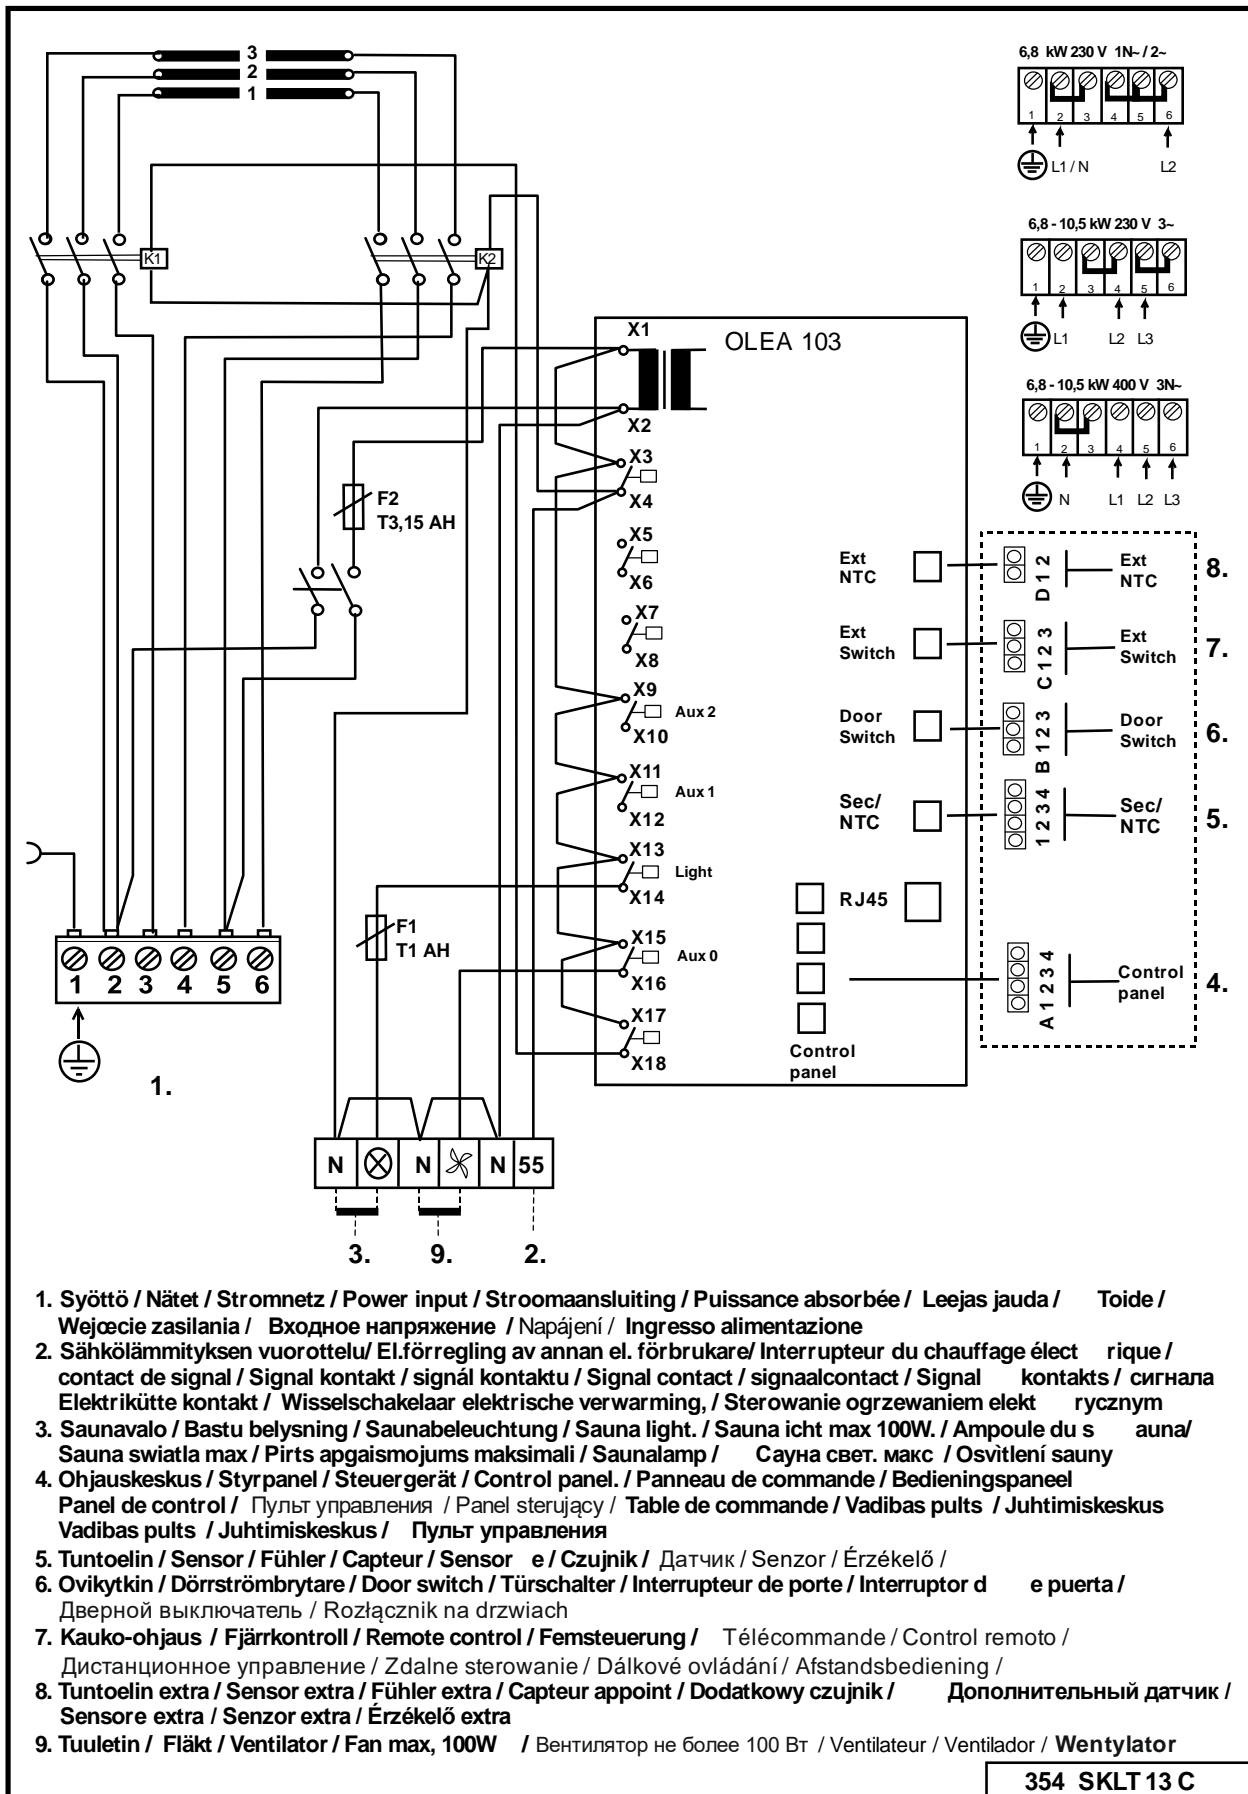 3
2
1
6,8 kW 230 V 1N~ / 2~
1 2 3 4 5 6
L1 / N L2
K1 K2
6,8 - 10,5 kW 230 V 3~
1 2 3 4 5 6
L1 L2 L3
6,8 - 10,5 kW 400 V 3N~
1 2 3 4 5 6
N L1 L2 L3
OLEA 103
X1
X2
X3
X4
X5
X6
X7
X8
X9
Aux 2
X10
X11
Aux 1
X12
X13
Light
X14
X15
Aux 0
X16
X17
X18
F2
T3,15 AH
F1
T1 AH
Ext
NTC
D 1 2
Ext
NTC
8.
Ext
Switch
C 1 2 3
Ext
Switch
7.
Door
Switch
B 1 2 3
Door
Switch
6.
Sec/
NTC
1 2 3 4
Sec/
NTC
5.
RJ45
Control
panel
A 1 2 3 4
Control
panel
4.
1 2 3 4 5 6
1.
N N N 55
3. 9. 2.
1. Syöttö / Nätet / Stromnetz / Power input / Stroomaansluiting / Puissance absorbée / Leejas jauda / Toide /
Wejœcie zasilania / Входное напряжение / Napájení / Ingresso alimentazione
2. Sähkölämmityksen vuorottelu/ El.förregling av annan el. förbrukare/ Interrupteur du chauffage élect rique /
contact de signal / Signal kontakt / signál kontaktu / Signal contact / signaalcontact / Signal kontakts / сигнала
Elektrikütte kontakt / Wisselschakelaar elektrische verwarming, / Sterowanie ogrzewaniem elekt rycznym
3. Saunavalo / Bastu belysning / Saunabeleuchtung / Sauna light. / Sauna icht max 100W. / Ampoule du s auna/
Sauna swiatla max / Pirts apgaismojums maksimali / Saunalamp / Сауна свет. макс / Osvìtlení sauny
4. Ohjauskeskus / Styrpanel / Steuergerät / Control panel. / Panneau de commande / Bedieningspaneel
Panel de control / Пульт управления / Panel sterujący / Table de commande / Vadibas pults / Juhtimiskeskus
Vadibas pults / Juhtimiskeskus / Пульт управления
5. Tuntoelin / Sensor / Fühler / Capteur / Sensor e / Czujnik / Датчик / Senzor / Érzékelő /
6. Ovikytkin / Dörrströmbrytare / Door switch / Türschalter / Interrupteur de porte / Interruptor d e puerta /
Дверной выключатель / Rozłącznik na drzwiach
7. Kauko-ohjaus / Fjärrkontroll / Remote control / Femsteuerung / Télécommande / Control remoto /
Дистанционное управление / Zdalne sterowanie / Dálkové ovládání / Afstandsbediening /
8. Tuntoelin extra / Sensor extra / Fühler extra / Capteur appoint / Dodatkowy czujnik / Дополнительный датчик /
Sensore extra / Senzor extra / Érzékelő extra
9. Tuuletin / Fläkt / Ventilator / Fan max, 100W / Вентилятор не более 100 Вт / Ventilateur / Ventilador / Wentylator
354 SKLT 13 C